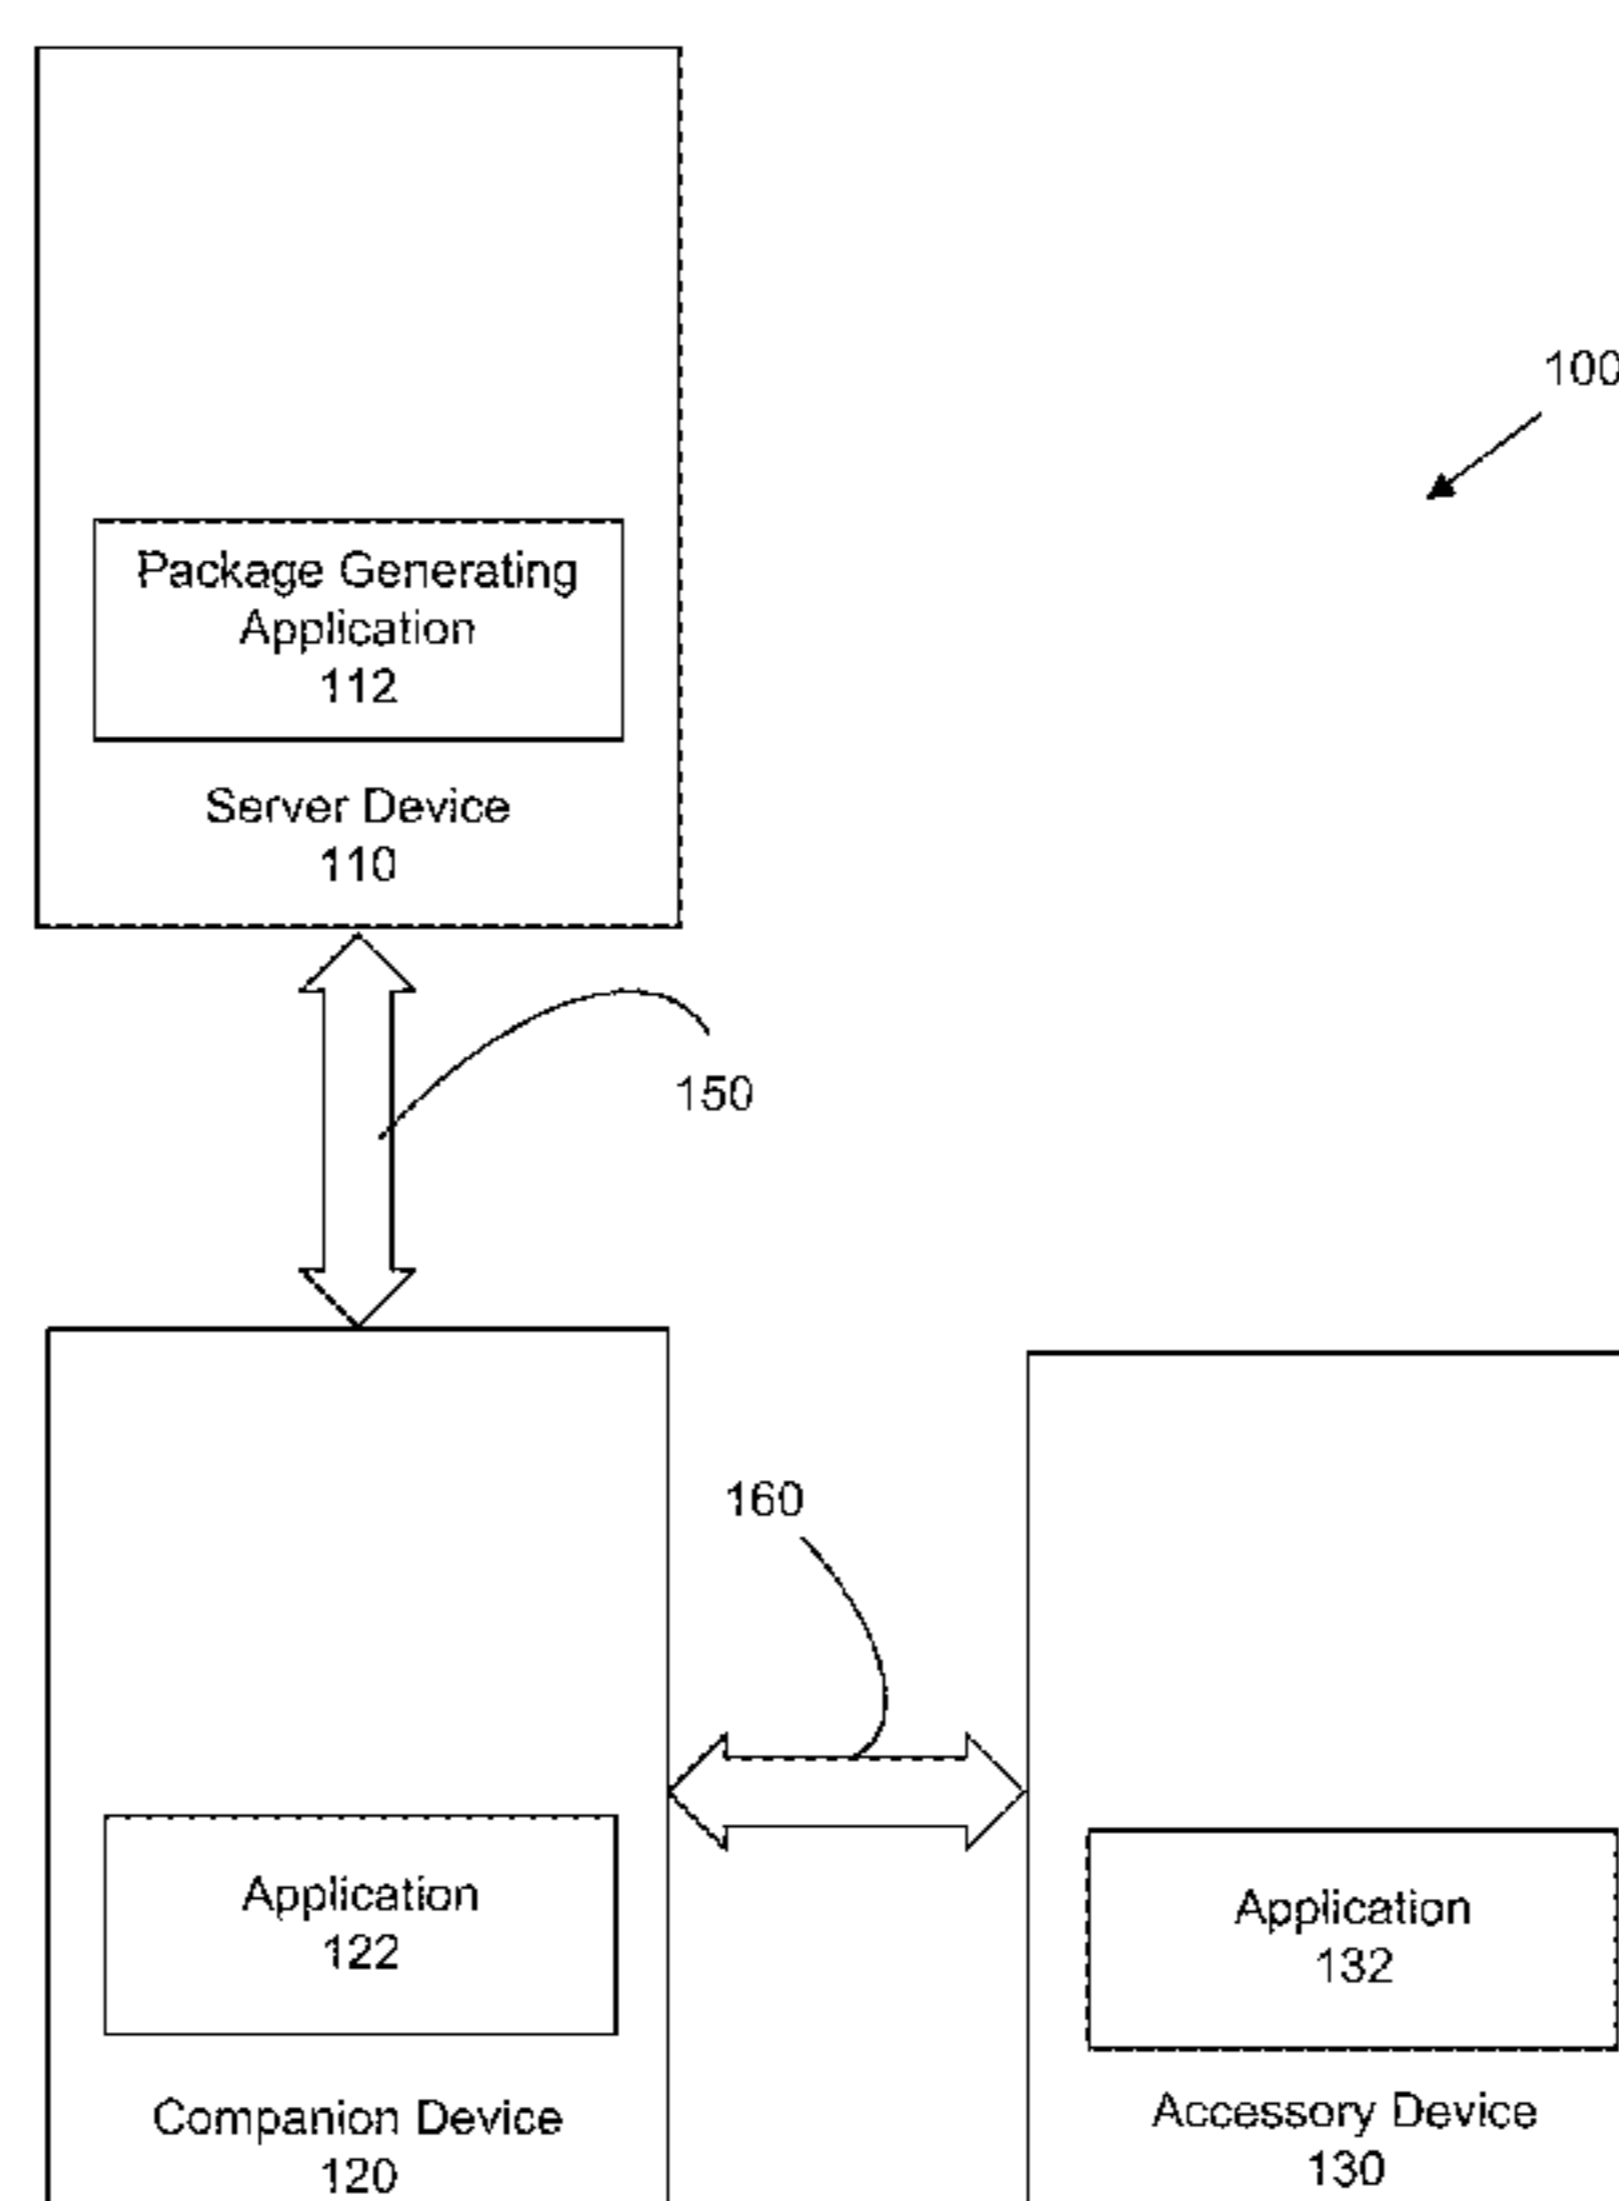 100
Package Generating
Application
112
Server Device
110
150
160
Application
122
Companion Device
120
Application
132
Accessory Device
130